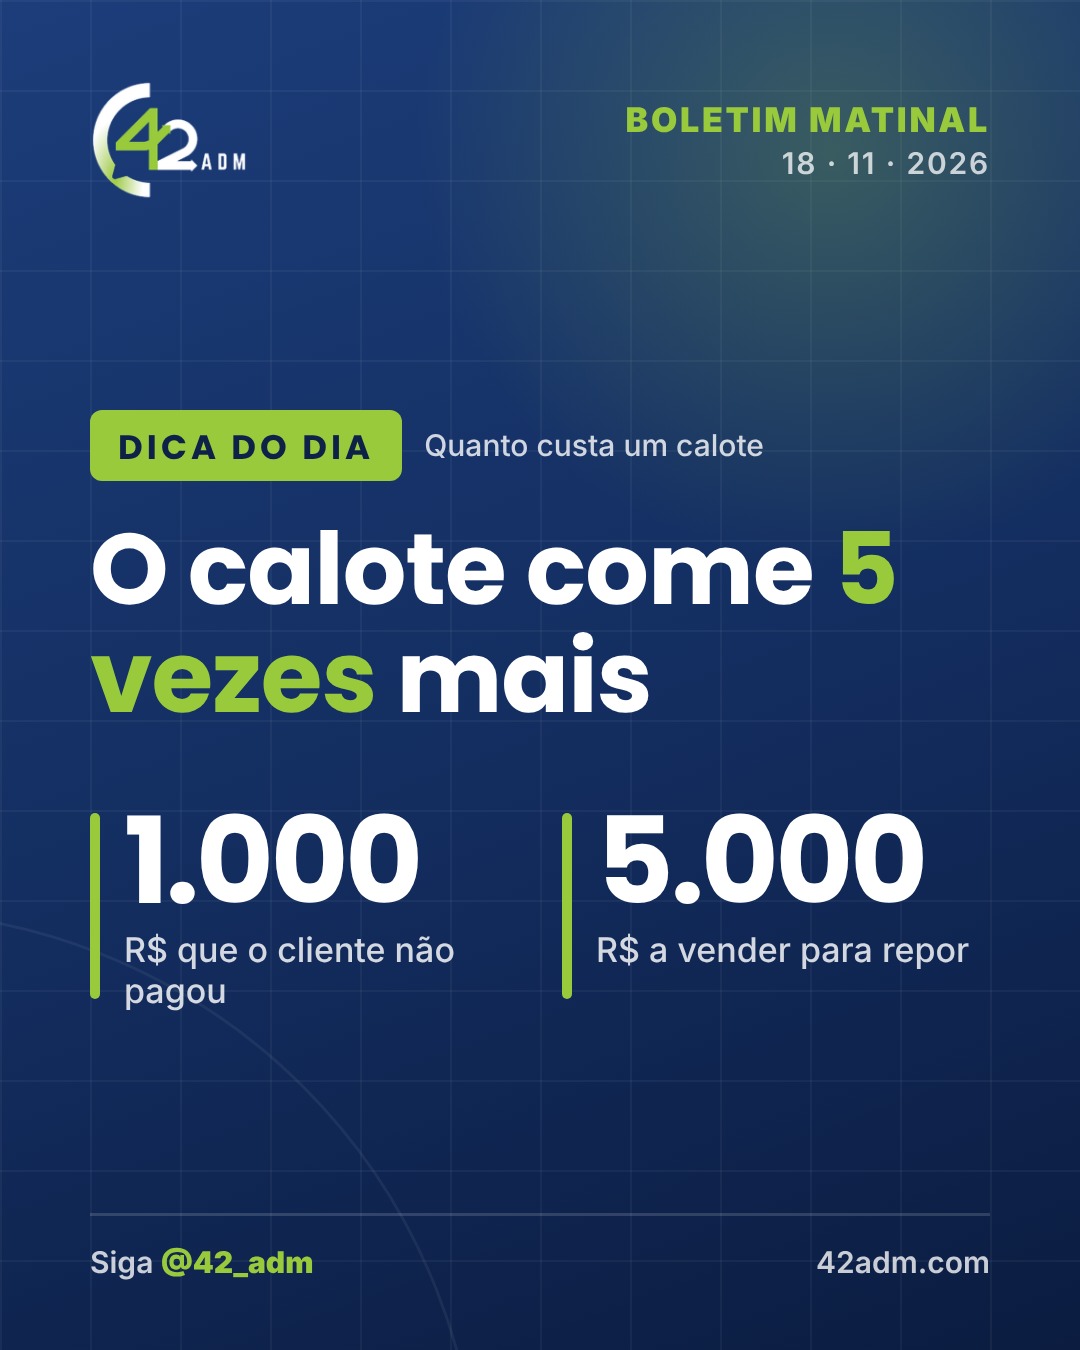 42 ADM
BOLETIM MATINAL
18 · 11 · 2026
DICA DO DIA
Quanto custa um calote
O calote come 5
vezes mais
1.000
R$ que o cliente não
pagou
5.000
R$ a vender para repor
Siga @42_adm
42adm.com